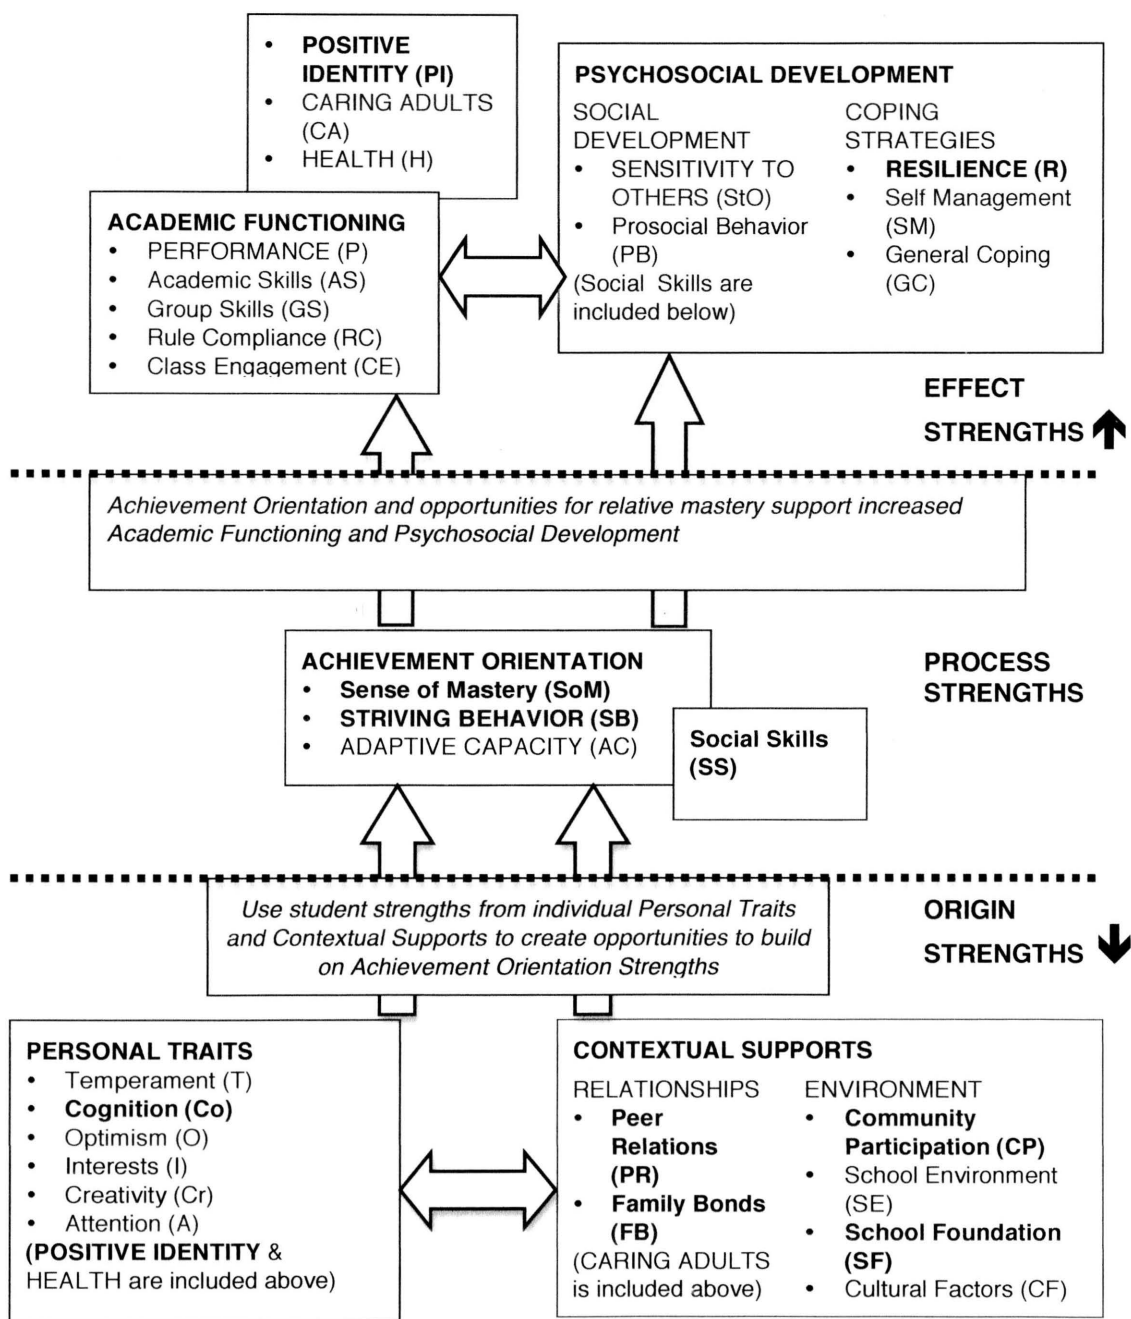 • POSITIVE
IDENTITY (PI)
• CARING ADULTS
(CA)
• HEALTH (H)
PSYCHOSOCIAL DEVELOPMENT
SOCIAL
DEVELOPMENT
• SENSITIVITY TO
OTHERS (StO)
• Prosocial Behavior
(PB)
(Social Skills are
included below)
COPING
STRATEGIES
• RESILIENCE (R)
• Self Management
(SM)
• General Coping
(GC)
ACADEMIC FUNCTIONING
• PERFORMANCE (P)
• Academic Skills (AS)
• Group Skills (GS)
• Rule Compliance (RC)
• Class Engagement (CE)
EFFECT
STRENGTHS
Achievement Orientation and opportunities for relative mastery support increased
Academic Functioning and Psychosocial Development
ACHIEVEMENT ORIENTATION
• Sense of Mastery (SoM)
• STRIVING BEHAVIOR (SB)
• ADAPTIVE CAPACITY (AC)
Social Skills
(SS)
PROCESS
STRENGTHS
Use student strengths from individual Personal Traits
and Contextual Supports to create opportunities to build
on Achievement Orientation Strengths
ORIGIN
STRENGTHS
PERSONAL TRAITS
• Temperament (T)
• Cognition (Co)
• Optimism (O)
• Interests (I)
• Creativity (Cr)
• Attention (A)
(POSITIVE IDENTITY &
HEALTH are included above)
CONTEXTUAL SUPPORTS
RELATIONSHIPS
• Peer
Relations
(PR)
• Family Bonds
(FB)
(CARING ADULTS
is included above)
ENVIRONMENT
• Community
Participation (CP)
• School Environment
(SE)
• School Foundation
(SF)
• Cultural Factors (CF)